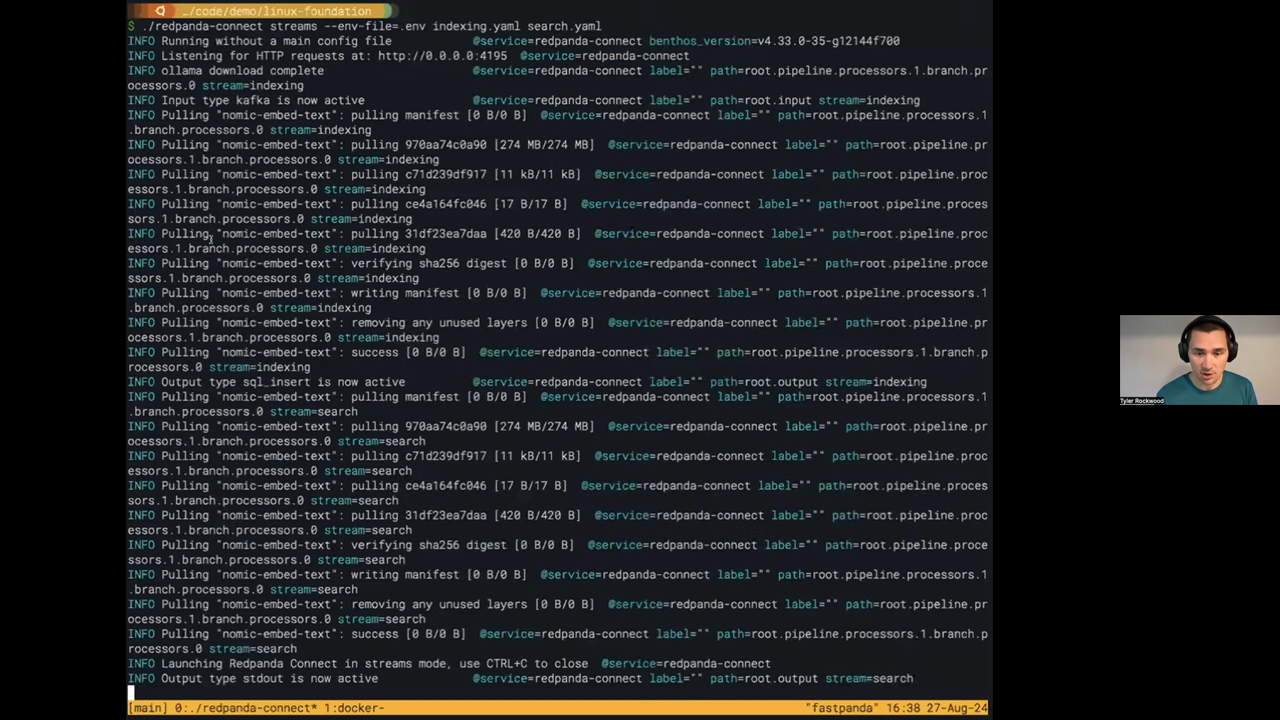 …/code/demo/linux-foundation
$ ./redpanda-connect streams --env-file=.env indexing.yaml search.yaml
INFO Running without a main config file @service=redpanda-connect benthos_version=v4.33.0-35-g12144f700
INFO Listening for HTTP requests at: http://0.0.0.0:4195 @service=redpanda-connect
INFO ollama download complete @service=redpanda-connect label="" path=root.pipeline.processors.1.branch.pr
ocessors.0 stream=indexing
INFO Input type kafka is now active @service=redpanda-connect label="" path=root.input stream=indexing
INFO Pulling "nomic-embed-text": pulling manifest [0 B/0 B] @service=redpanda-connect label="" path=root.pipeline.processors.1
.branch.processors.0 stream=indexing
INFO Pulling "nomic-embed-text": pulling 970aa74c0a90 [274 MB/274 MB] @service=redpanda-connect label="" path=root.pipeline.pr
ocessors.1.branch.processors.0 stream=indexing
INFO Pulling "nomic-embed-text": pulling c71d239df917 [11 kB/11 kB] @service=redpanda-connect label="" path=root.pipeline.proc
essors.1.branch.processors.0 stream=indexing
INFO Pulling "nomic-embed-text": pulling ce4a164fc046 [17 B/17 B] @service=redpanda-connect label="" path=root.pipeline.proces
sors.1.branch.processors.0 stream=indexing
INFO Pulling "nomic-embed-text": pulling 31df23ea7daa [420 B/420 B] @service=redpanda-connect label="" path=root.pipeline.proc
essors.1.branch.processors.0 stream=indexing
INFO Pulling "nomic-embed-text": verifying sha256 digest [0 B/0 B] @service=redpanda-connect label="" path=root.pipeline.proce
ssors.1.branch.processors.0 stream=indexing
INFO Pulling "nomic-embed-text": writing manifest [0 B/0 B] @service=redpanda-connect label="" path=root.pipeline.processors.1
.branch.processors.0 stream=indexing
INFO Pulling "nomic-embed-text": removing any unused layers [0 B/0 B] @service=redpanda-connect label="" path=root.pipeline.pr
ocessors.1.branch.processors.0 stream=indexing
INFO Pulling "nomic-embed-text": success [0 B/0 B] @service=redpanda-connect label="" path=root.pipeline.processors.1.branch.p
rocessors.0 stream=indexing
INFO Output type sql_insert is now active @service=redpanda-connect label="" path=root.output stream=indexing
INFO Pulling "nomic-embed-text": pulling manifest [0 B/0 B] @service=redpanda-connect label="" path=root.pipeline.processors.1
.branch.processors.0 stream=search
INFO Pulling "nomic-embed-text": pulling 970aa74c0a90 [274 MB/274 MB] @service=redpanda-connect label="" path=root.pipeline.pr
ocessors.1.branch.processors.0 stream=search
INFO Pulling "nomic-embed-text": pulling c71d239df917 [11 kB/11 kB] @service=redpanda-connect label="" path=root.pipeline.proc
essors.1.branch.processors.0 stream=search
INFO Pulling "nomic-embed-text": pulling ce4a164fc046 [17 B/17 B] @service=redpanda-connect label="" path=root.pipeline.proces
sors.1.branch.processors.0 stream=search
INFO Pulling "nomic-embed-text": pulling 31df23ea7daa [420 B/420 B] @service=redpanda-connect label="" path=root.pipeline.proc
essors.1.branch.processors.0 stream=search
INFO Pulling "nomic-embed-text": verifying sha256 digest [0 B/0 B] @service=redpanda-connect label="" path=root.pipeline.proce
ssors.1.branch.processors.0 stream=search
INFO Pulling "nomic-embed-text": writing manifest [0 B/0 B] @service=redpanda-connect label="" path=root.pipeline.processors.1
.branch.processors.0 stream=search
INFO Pulling "nomic-embed-text": removing any unused layers [0 B/0 B] @service=redpanda-connect label="" path=root.pipeline.pr
ocessors.1.branch.processors.0 stream=search
INFO Pulling "nomic-embed-text": success [0 B/0 B] @service=redpanda-connect label="" path=root.pipeline.processors.1.branch.p
rocessors.0 stream=search
INFO Launching Redpanda Connect in streams mode, use CTRL+C to close @service=redpanda-connect
INFO Output type stdout is now active @service=redpanda-connect label="" path=root.output stream=search
[main] 0:./redpanda-connect* 1:docker- "fastpanda" 16:38 27-Aug-24
Tyler Rockwood